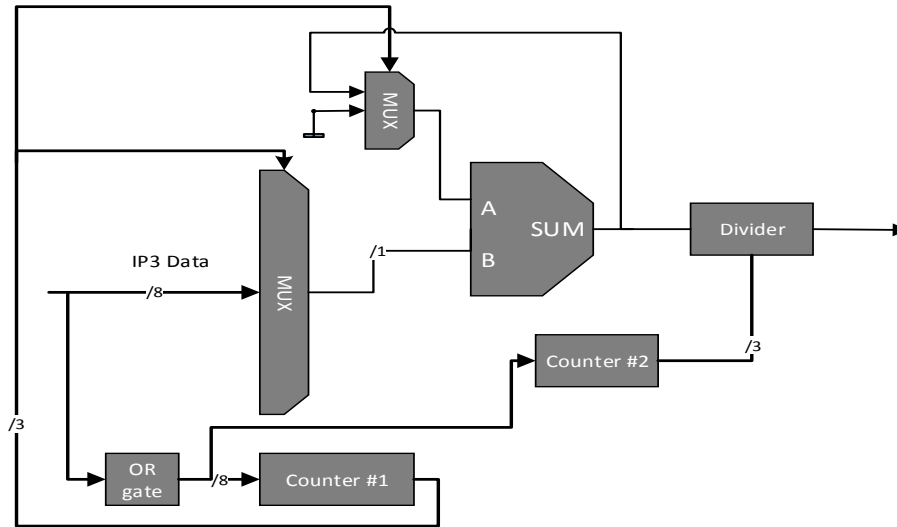 MUX
A
SUM
B
/1
Divider
IP3 Data
/8
MUX
/3
Counter #2
/3
OR
gate
/8
Counter #1